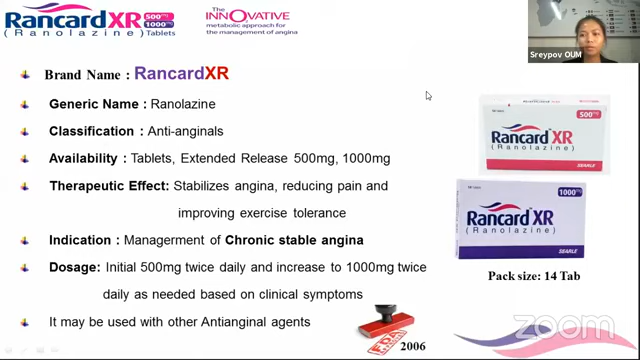 RancardXR 500mg 1000mg
(Ranolazine) Tablets
The INNOVATIVE
metabolic approach for
the management of angina
Sreypov OUM
Brand Name : RancardXR
Generic Name : Ranolazine
Classification : Anti-anginals
Availability : Tablets, Extended Release 500mg, 1000mg
Therapeutic Effect: Stabilizes angina, reducing pain and
improving exercise tolerance
Indication : Managerment of Chronic stable angina
Dosage: Initial 500mg twice daily and increase to 1000mg twice
daily as needed based on clinical symptoms
It may be used with other Antianginal agents
500mg
Rancard XR
(Ranolazine)
SEARLE
1000mg
Rancard XR
(Ranolazine)
SEARLE
Pack size: 14 Tab
FDA
2006
zoom